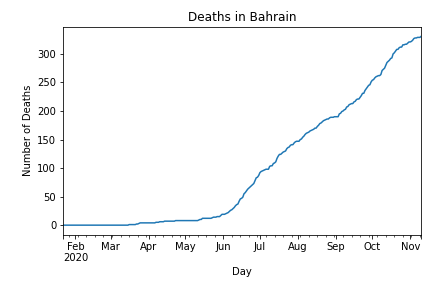 Deaths in Bahrain
Number of Deaths
300
250
200
150
100
50
0
Feb Mar Apr May Jun Jul Aug Sep Oct Nov
2020
Day